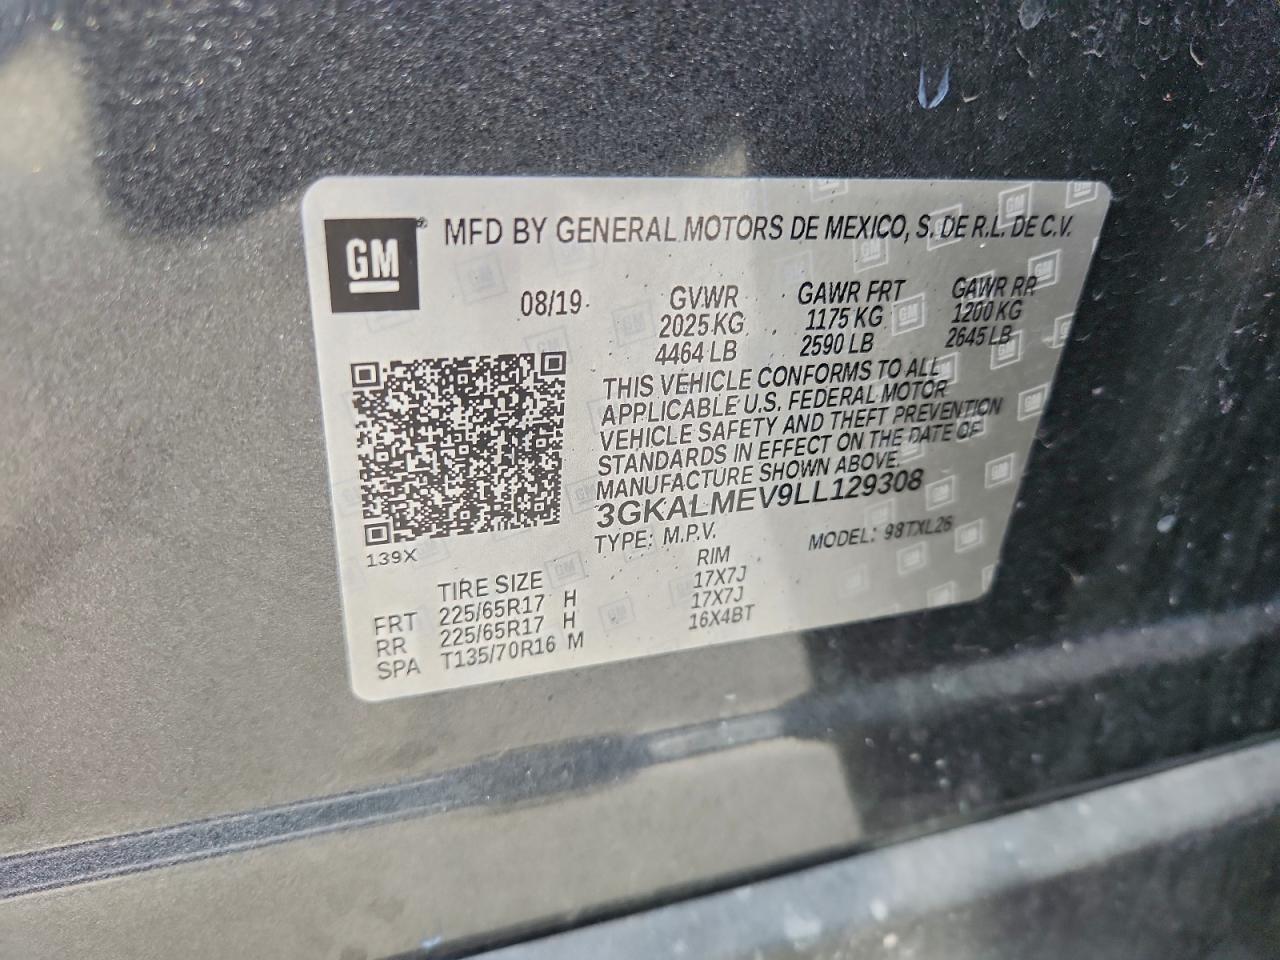 GM
MFD BY GENERAL MOTORS DE MEXICO, S. DE R.L. DE C.V.
08/19 GVWR GAWR FRT GAWR RR
2025 KG 1175 KG 1200 KG
4464 LB 2590 LB 2645 LB
THIS VEHICLE CONFORMS TO ALL
APPLICABLE U.S. FEDERAL MOTOR
VEHICLE SAFETY AND THEFT PREVENTION
STANDARDS IN EFFECT ON THE DATE OF
MANUFACTURE SHOWN ABOVE.
3GKALMEV9LL129308
TYPE: M.P.V. MODEL: 98TXL26
139X
TIRE SIZE RIM
FRT 225/65R17 H 17X7J
RR 225/65R17 H 17X7J
SPA T135/70R16 M 16X4BT